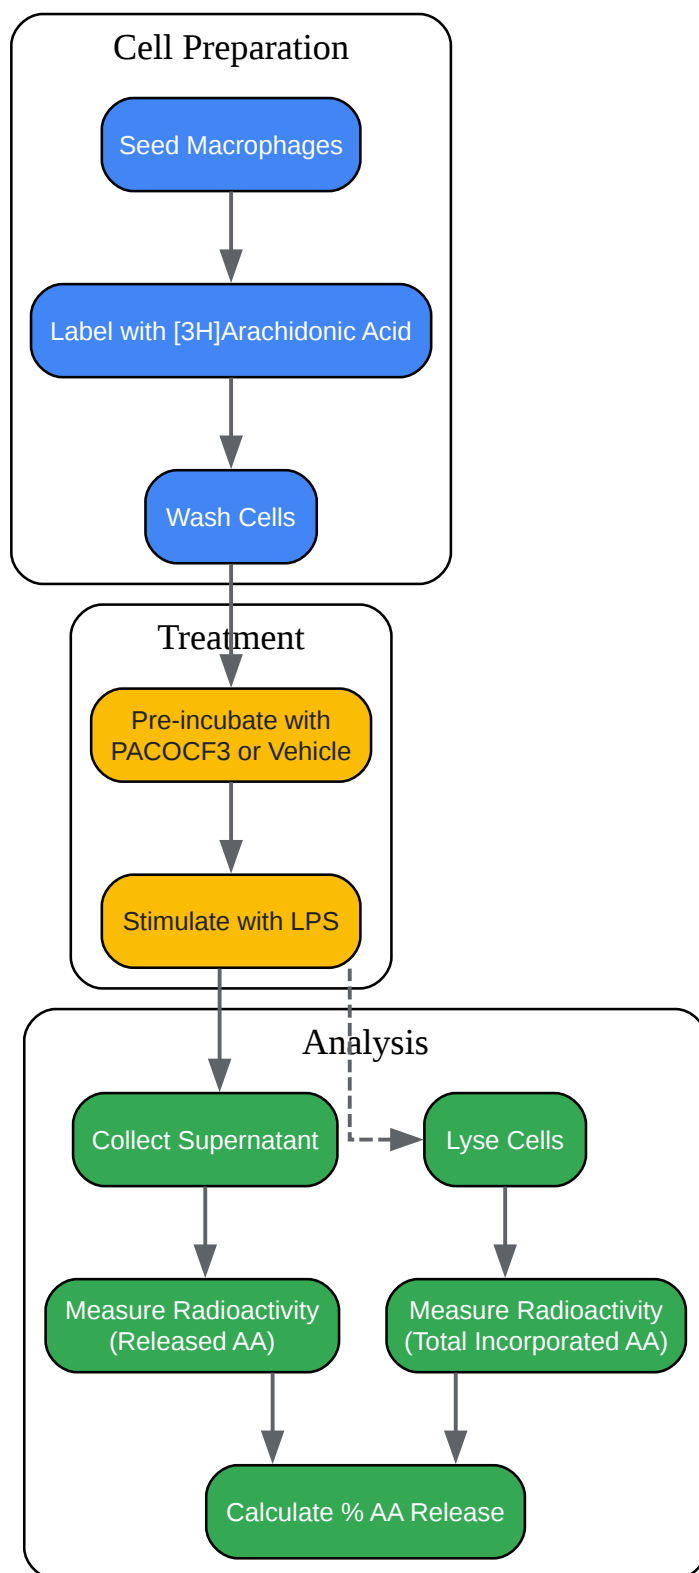 Cell Preparation
Seed Macrophages
Label with [3H]Arachidonic Acid
Wash Cells
Treatment
Pre-incubate with
PACOCF3 or Vehicle
Stimulate with LPS
Analysis
Collect Supernatant
Lyse Cells
Measure Radioactivity
(Released AA)
Measure Radioactivity
(Total Incorporated AA)
Calculate % AA Release